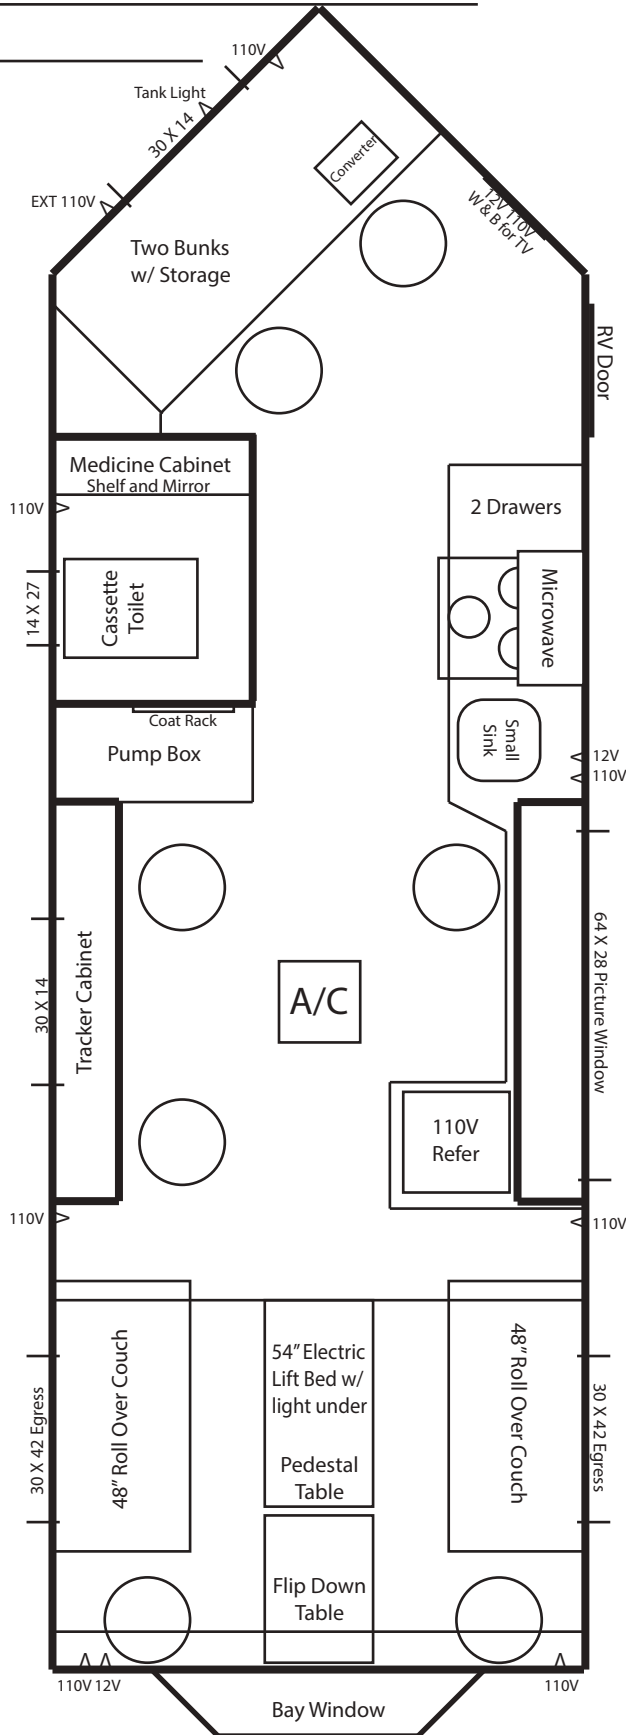 110V
Tank Light
30 X 14
EXT 110V
Converter
12V 110V
W & B for TV
Two Bunks
w/ Storage
RV Door
Medicine Cabinet
Shelf and Mirror
110V
2 Drawers
14 X 27
Cassette
Toilet
Microwave
Coat Rack
Pump Box
Small
Sink
12V
110V
Tracker Cabinet
30 X 14
A/C
64 X 28 Picture Window
110V
Refer
110V
110V
48" Roll Over Couch
30 X 42 Egress
54" Electric
Lift Bed w/
light under
Pedestal
Table
48" Roll Over Couch
30 X 42 Egress
Flip Down
Table
110V 12V
110V
Bay Window